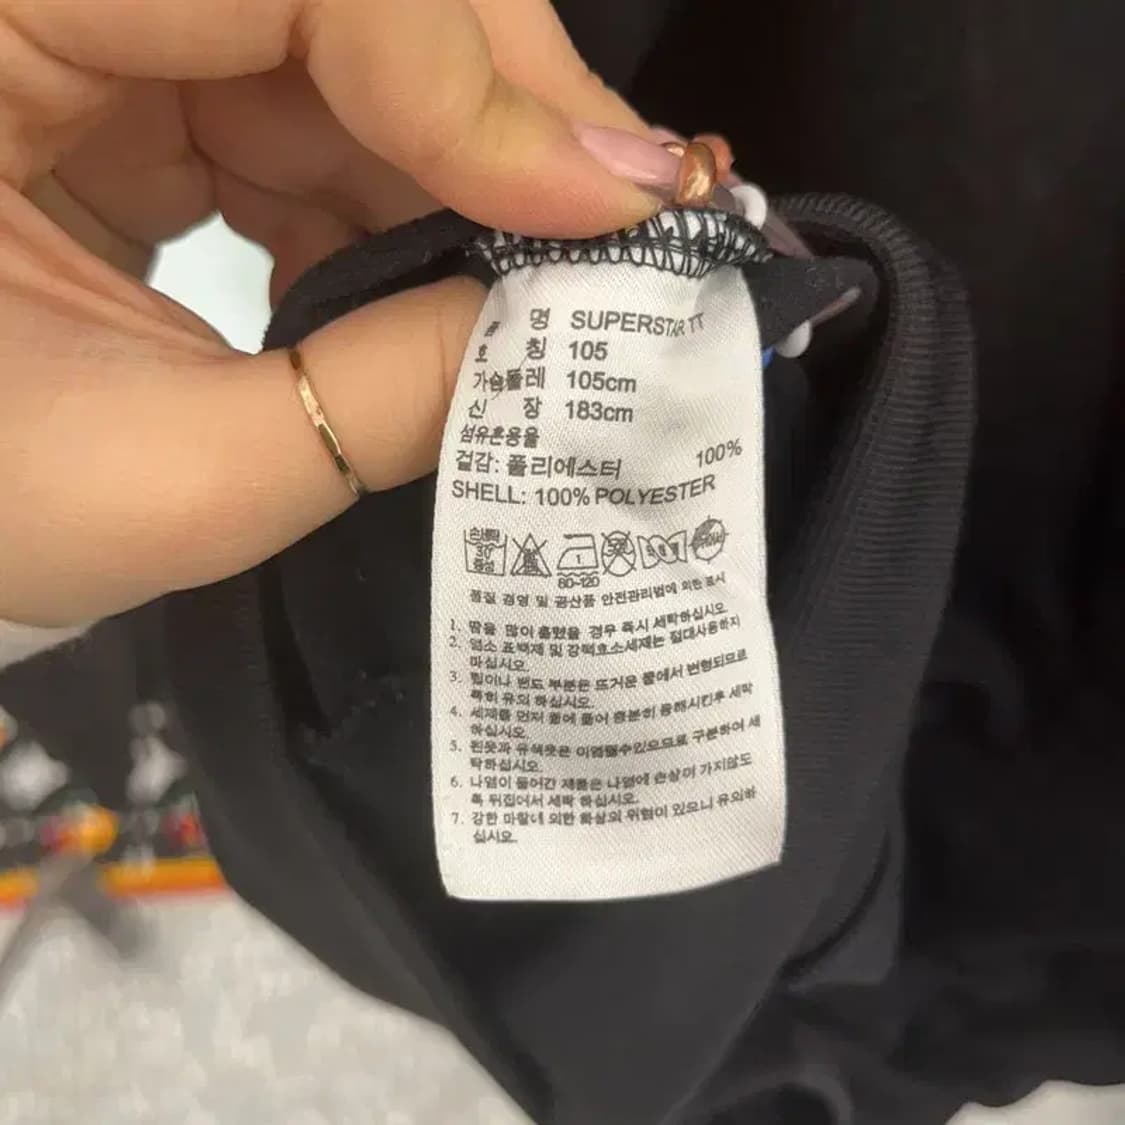 품 명 SUPERSTAR TT
호 칭 105
가슴둘레 105cm
신 장 183cm
섬유혼용율
겉감: 폴리에스터 100%
SHELL: 100% POLYESTER
손세탁
30°
중성
1
80-120
품질 경영 및 공산품 안전관리법에 의한 표시
1. 땀을 많이 흘렸을 경우 즉시 세탁하십시오
2. 염소 표백제 및 강력효소세제는 절대사용하지
마십시오.
3. 립이나 밴드 부분은 뜨거운 물에서 변형되므로
특히 유의 하십시오.
4. 세제를 먼저 물에 풀어 충분히 용해시킨후 세탁
하십시오.
5. 흰옷과 유색옷은 이염될수있으므로 구분하여 세
탁하십시오.
6. 나염이 들어간 제품은 나염에 손상이 가지않도
록 뒤집어서 세탁 하십시오.
7. 강한 마찰에 의한 화상의 위험이 있으니 유의하
십시오.